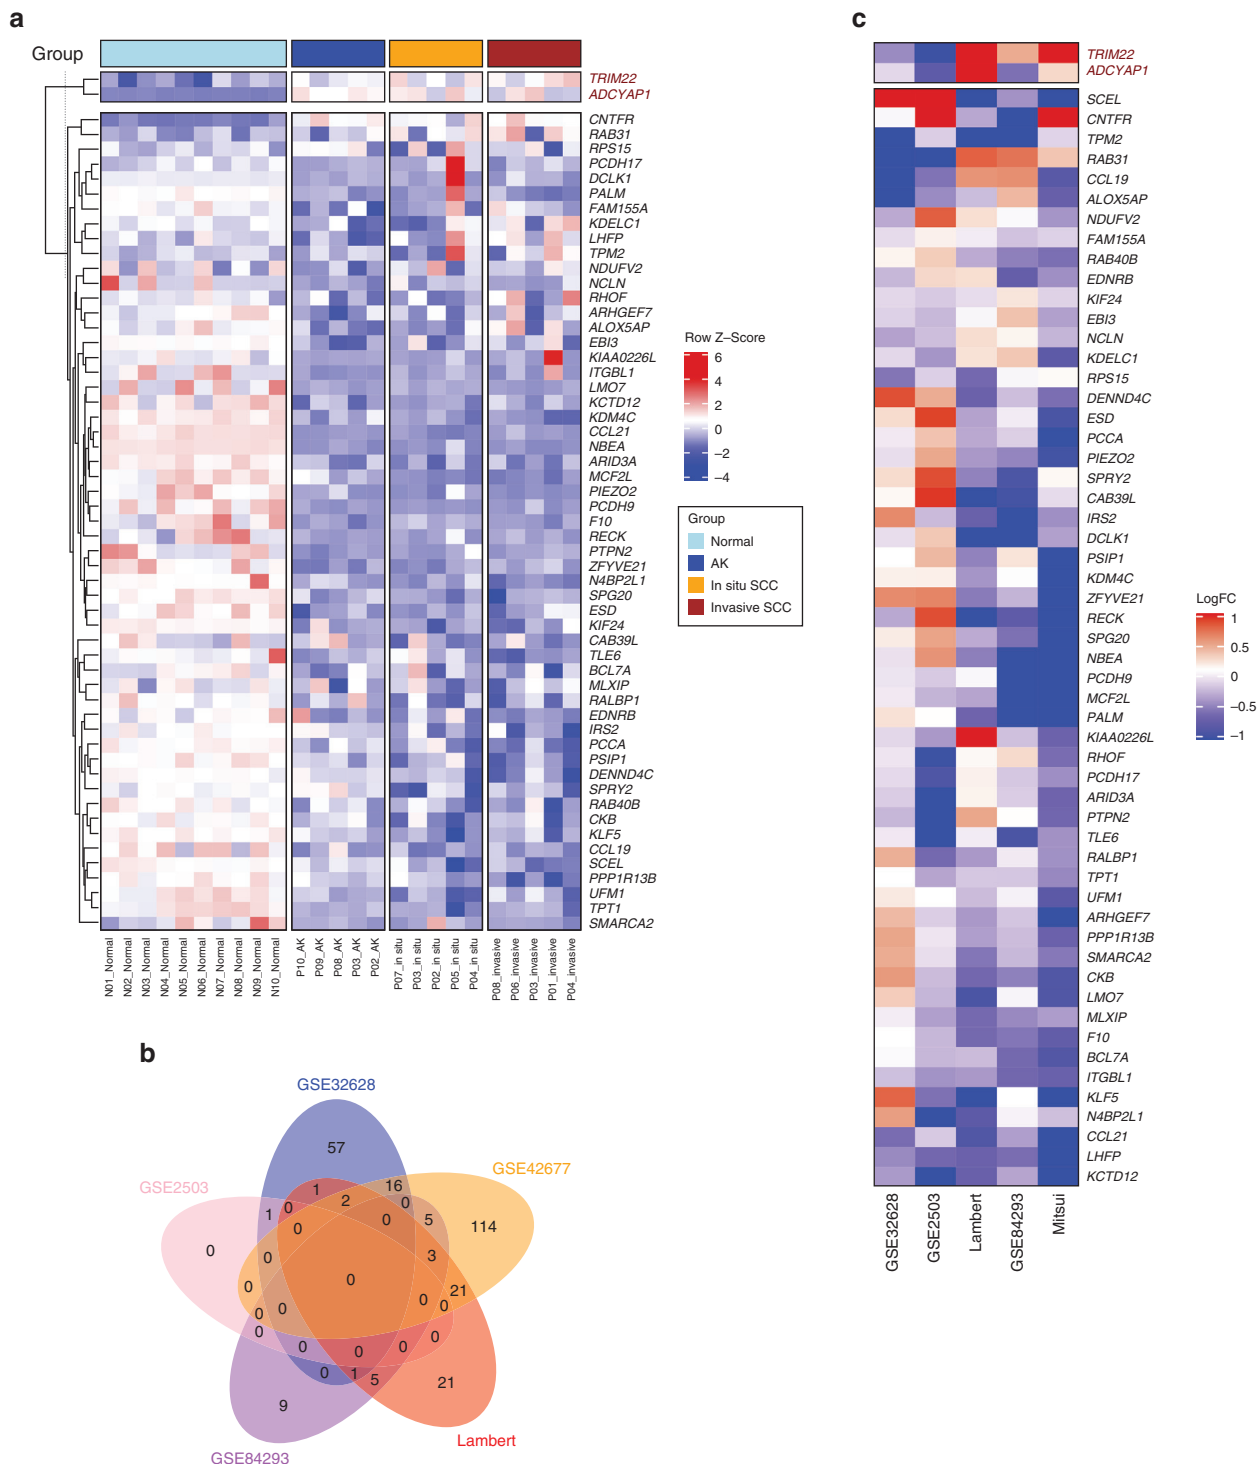 a
Group
TRIM22
ADCYAP1
CNTFR
RAB31
RPS15
PCDH17
DCLK1
PALM
FAM155A
KDELC1
LHFP
TPM2
NDUFV2
NCLN
RHOF
ARHGEF7
ALOX5AP
EBI3
KIAA0226L
ITGBL1
LMO7
KCTD12
KDM4C
CCL21
NBEA
ARID3A
MCF2L
PIEZO2
PCDH9
F10
RECK
PTPN2
ZFYVE21
N4BP2L1
SPG20
ESD
KIF24
CAB39L
TLE6
BCL7A
MLXIP
RALBP1
EDNRB
IRS2
PCCA
PSIP1
DENND4C
SPRY2
RAB40B
CKB
KLF5
CCL19
SCEL
PPP1R13B
UFM1
TPT1
SMARCA2
N01_Normal
N02_Normal
N03_Normal
N04_Normal
N05_Normal
N06_Normal
N07_Normal
N08_Normal
N09_Normal
N10_Normal
P10_AK
P09_AK
P08_AK
P03_AK
P02_AK
P07_in situ
P03_in situ
P02_in situ
P05_in situ
P04_in situ
P08_invasive
P06_invasive
P03_invasive
P01_invasive
P04_invasive
Row Z–Score
6
4
2
0
−2
−4
Group
Normal
AK
In situ SCC
Invasive SCC
b
GSE32628
GSE42677
GSE2503
GSE84293
Lambert
57
16
114
1
2
0
0
1
0
0
5
0
0
3
0
0
21
0
0
0
0
0
0
0
0
0
0
0
1
5
21
9
c
TRIM22
ADCYAP1
SCEL
CNTFR
TPM2
RAB31
CCL19
ALOX5AP
NDUFV2
FAM155A
RAB40B
EDNRB
KIF24
EBI3
NCLN
KDELC1
RPS15
DENND4C
ESD
PCCA
PIEZO2
SPRY2
CAB39L
IRS2
DCLK1
PSIP1
KDM4C
ZFYVE21
RECK
SPG20
NBEA
PCDH9
MCF2L
PALM
KIAA0226L
RHOF
PCDH17
ARID3A
PTPN2
TLE6
RALBP1
TPT1
UFM1
ARHGEF7
PPP1R13B
SMARCA2
CKB
LMO7
MLXIP
F10
BCL7A
ITGBL1
KLF5
N4BP2L1
CCL21
LHFP
KCTD12
GSE32628
GSE2503
Lambert
GSE84293
Mitsui
LogFC
1
0.5
0
−0.5
−1